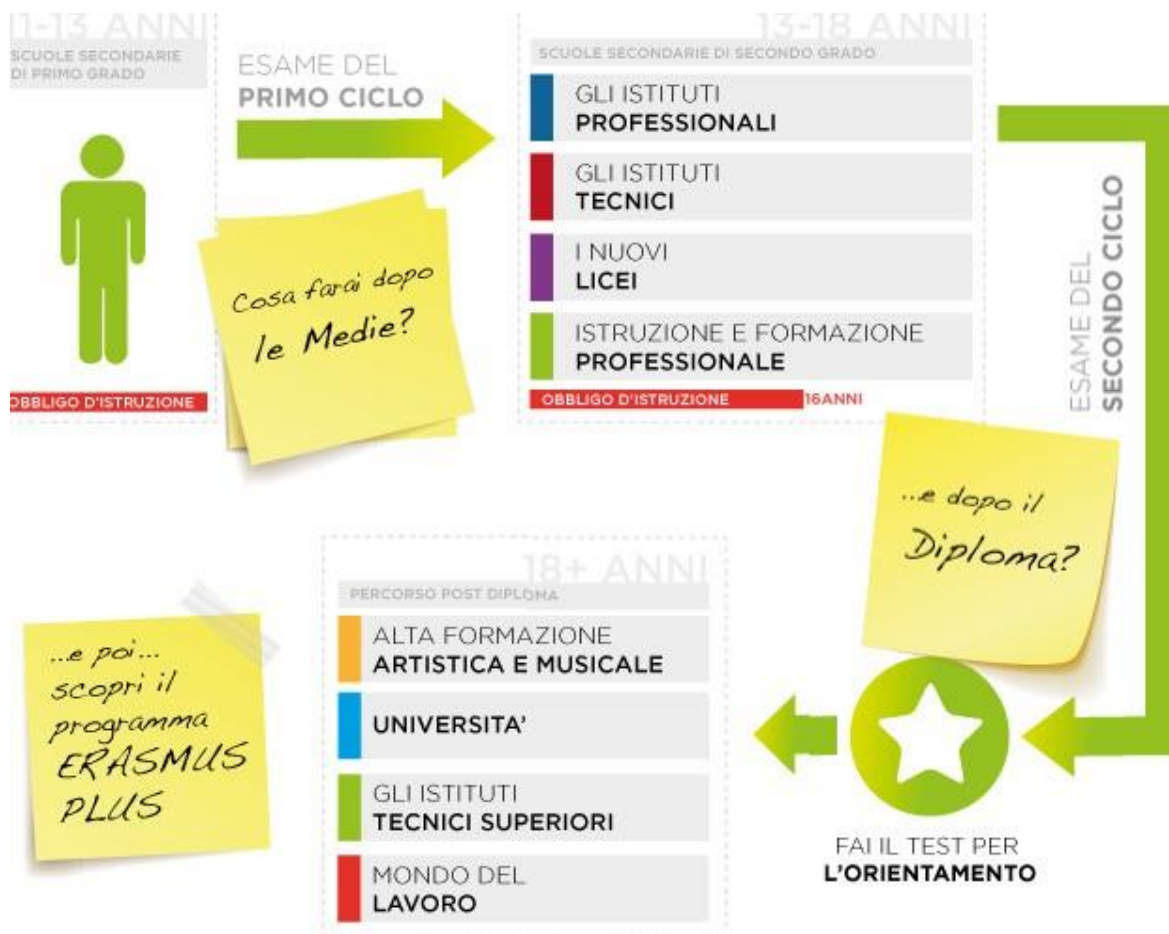 11-13 ANNI
SCUOLE SECONDARIE
DI PRIMO GRADO
OBBLIGO D'ISTRUZIONE
ESAME DEL
PRIMO CICLO
Cosa farai dopo
le Medie?
13-18 ANNI
SCUOLE SECONDARIE DI SECONDO GRADO
GLI ISTITUTI
PROFESSIONALI
GLI ISTITUTI
TECNICI
I NUOVI
LICEI
ISTRUZIONE E FORMAZIONE
PROFESSIONALE
OBBLIGO D'ISTRUZIONE 16ANNI
ESAME DEL
SECONDO CICLO
...e dopo il
Diploma?
FAI IL TEST PER
L'ORIENTAMENTO
18+ ANNI
PERCORSO POST DIPLOMA
ALTA FORMAZIONE
ARTISTICA E MUSICALE
UNIVERSITA'
GLI ISTITUTI
TECNICI SUPERIORI
MONDO DEL
LAVORO
...e poi...
scopri il
programma
ERASMUS
PLUS